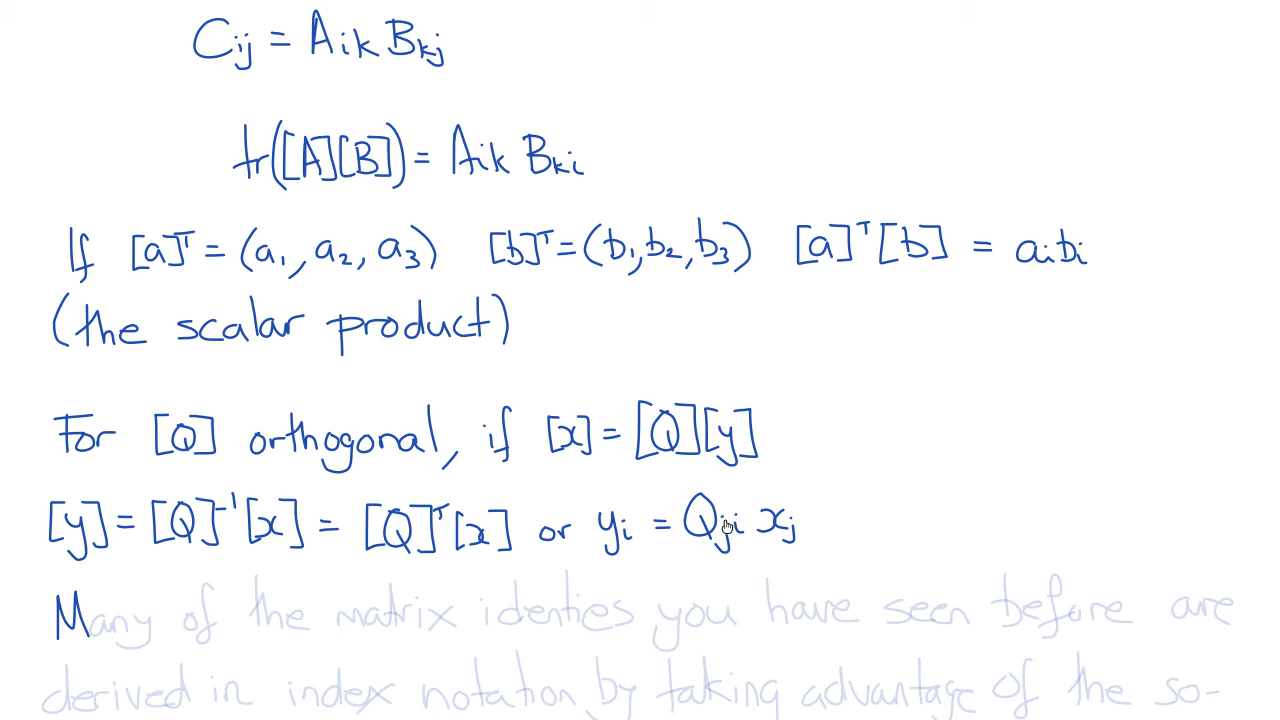 Cij = Aik Bkj
tr([A][B]) = Aik Bki
If [a]ᵀ = (a₁, a₂, a₃) [b]ᵀ = (b₁, b₂, b₃) [a]ᵀ[b] = aibi
(the scalar product)
For [Q] orthogonal, if [x] = [Q][y]
[y] = [Q]⁻¹[x] = [Q]ᵀ[x] or yi = Qji xj
Many of the matrix identies you have seen before are
derived in index notation by taking advantage of the so-